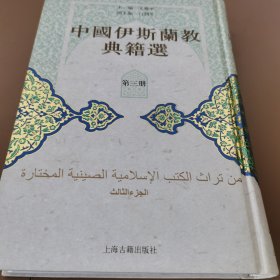 中國伊斯蘭教
典籍選
第三册
من تراث الكتب الإسلامية الصينية المختارة
الجزء الثالث
上海古籍出版社